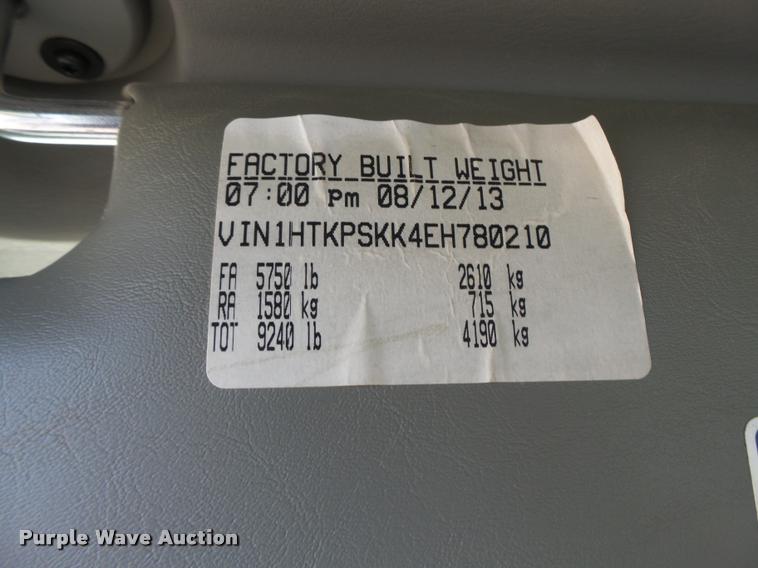 FACTORY BUILT WEIGHT
07:00 Pm 08/12/13
VIN1HTKPSKK4EH780210
FA 5750 lb 2610 kg
RA 1580 kg 715 kg
TOT 9240 lb 4190 kg
Purple Wave Auction